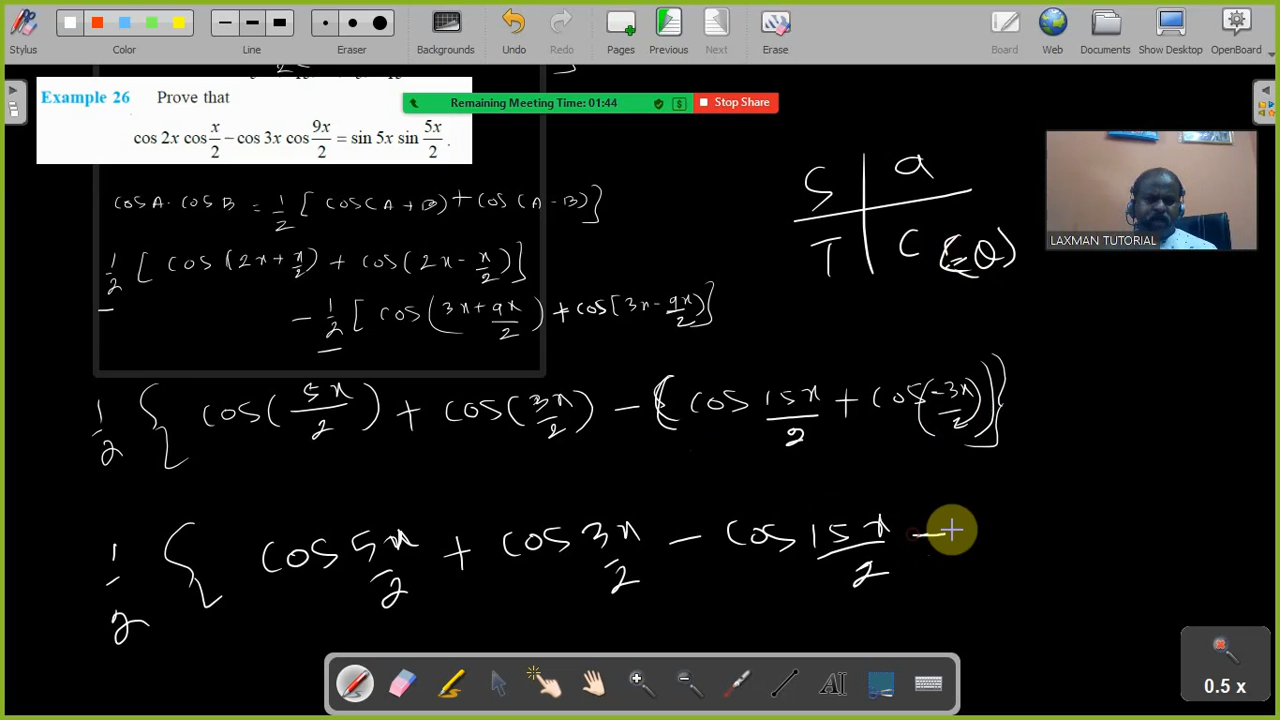 Stylus Color Line Eraser Backgrounds Undo Redo Pages Previous Next Erase Board Web Documents Show Desktop OpenBoard
Remaining Meeting Time: 01:44 $ Stop Share
Example 26 Prove that
cos 2x cos x/2 − cos 3x cos 9x/2 = sin 5x sin 5x/2 .
S a
T C (-θ)
LAXMAN TUTORIAL
cos A · cos B = 1/2 [ cos(A + B) + cos(A - B) ]
1/2 [ cos (2x + x/2) + cos (2x - x/2) ]
- 1/2 [ cos (3x + 9x/2) + cos [3x - 9x/2) ]
1/2 { cos (5x/2) + cos (3x/2) - { cos 15x/2 + cos (-3x/2) } }
1/2 { cos 5x/2 + cos 3x/2 - cos 15x/2 -
0.5 x